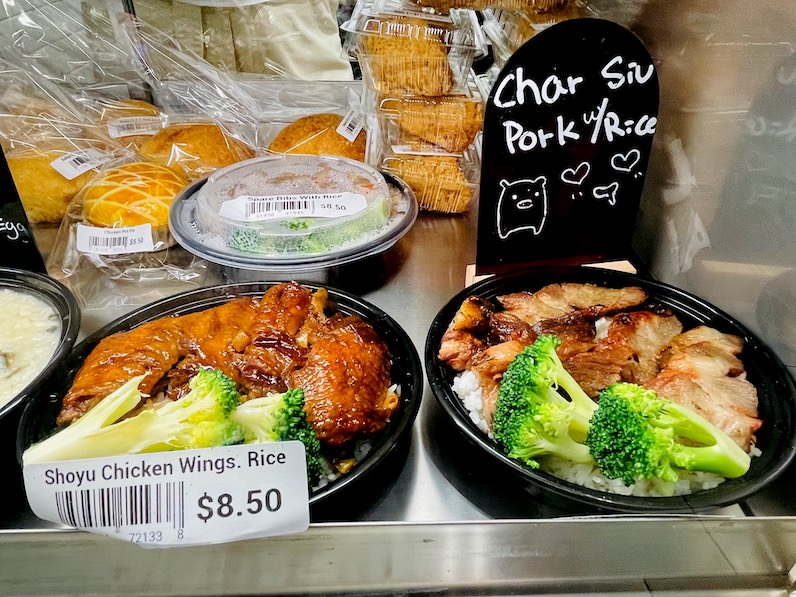 Char Siu
Pork w/Rice
Spare Ribs With Rice
$8.50
Chicken Pot Pie
$5.50
Egg
Shoyu Chicken Wings. Rice
$8.50
72133 8